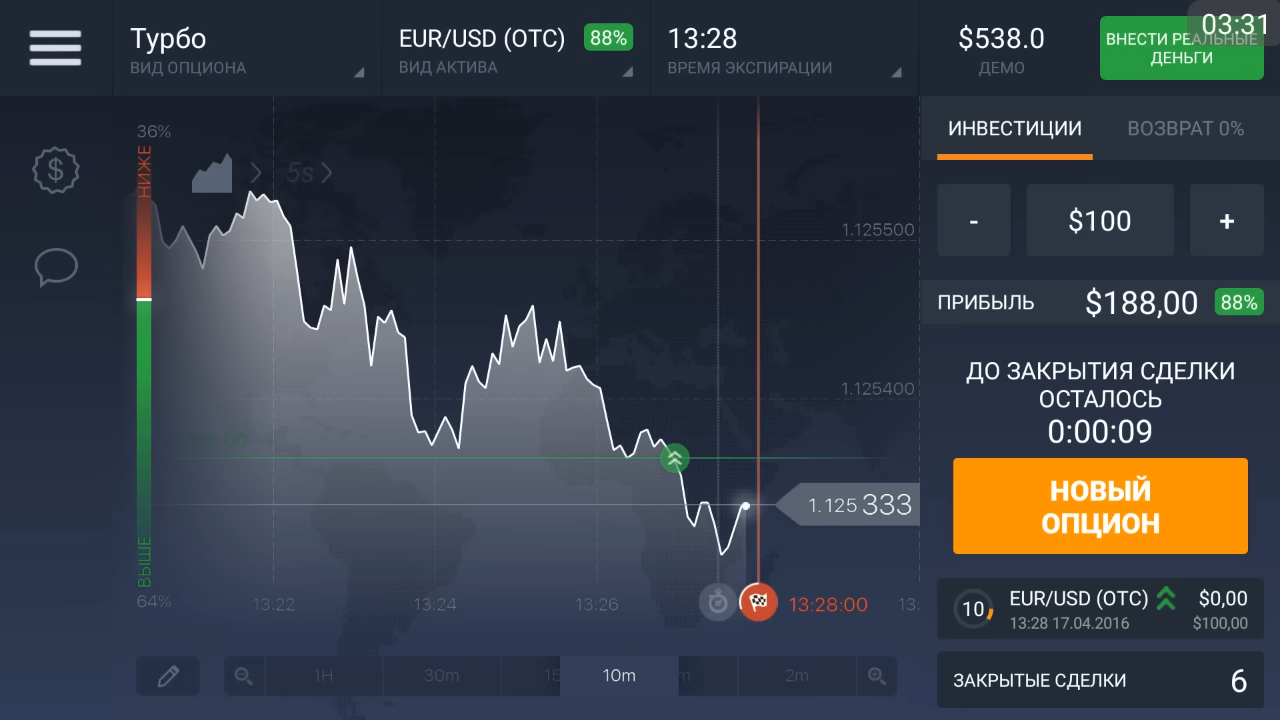 Турбо
ВИД ОПЦИОНА
EUR/USD (OTC) 88%
ВИД АКТИВА
13:28
ВРЕМЯ ЭКСПИРАЦИИ
$538.0
ДЕМО
03:31
ВНЕСТИ РЕАЛЬНЫЕ
ДЕНЬГИ
36%
НИЖЕ
5s
1.125500
1.125400
1.125 333
ВЫШЕ
64%
13:22
13:24
13:26
13:28:00
13:
1H
30m
15
10m
m
2m
ИНВЕСТИЦИИ
ВОЗВРАТ 0%
-
$100
+
ПРИБЫЛЬ $188,00 88%
ДО ЗАКРЫТИЯ СДЕЛКИ
ОСТАЛОСЬ
0:00:09
НОВЫЙ
ОПЦИОН
10
EUR/USD (OTC) $0,00
13:28 17.04.2016 $100,00
ЗАКРЫТЫЕ СДЕЛКИ 6